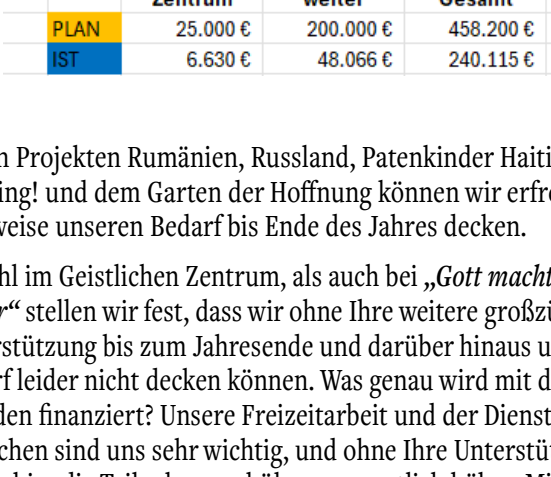 Zentrum weiter Gesamt
PLAN 25.000 € 200.000 € 458.200 €
IST 6.630 € 48.066 € 240.115 €
n Projekten Rumänien, Russland, Patenkinder Haiti
ing! und dem Garten der Hoffnung können wir erfre
weise unseren Bedarf bis Ende des Jahres decken.
hl im Geistlichen Zentrum, als auch bei „Gott macht
r“ stellen wir fest, dass wir ohne Ihre weitere großzü
rstützung bis zum Jahresende und darüber hinaus u
rf leider nicht decken können. Was genau wird mit d
den finanziert? Unsere Freizeitarbeit und der Dienst
chen sind uns sehr wichtig, und ohne Ihre Unterstü